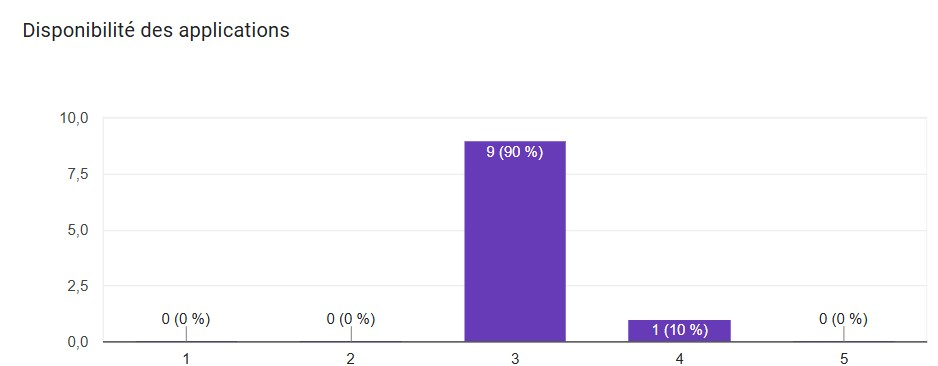 Disponibilité des applications
10,0
7,5
5,0
2,5
0,0
0 (0 %)
0 (0 %)
9 (90 %)
1 (10 %)
0 (0 %)
1
2
3
4
5